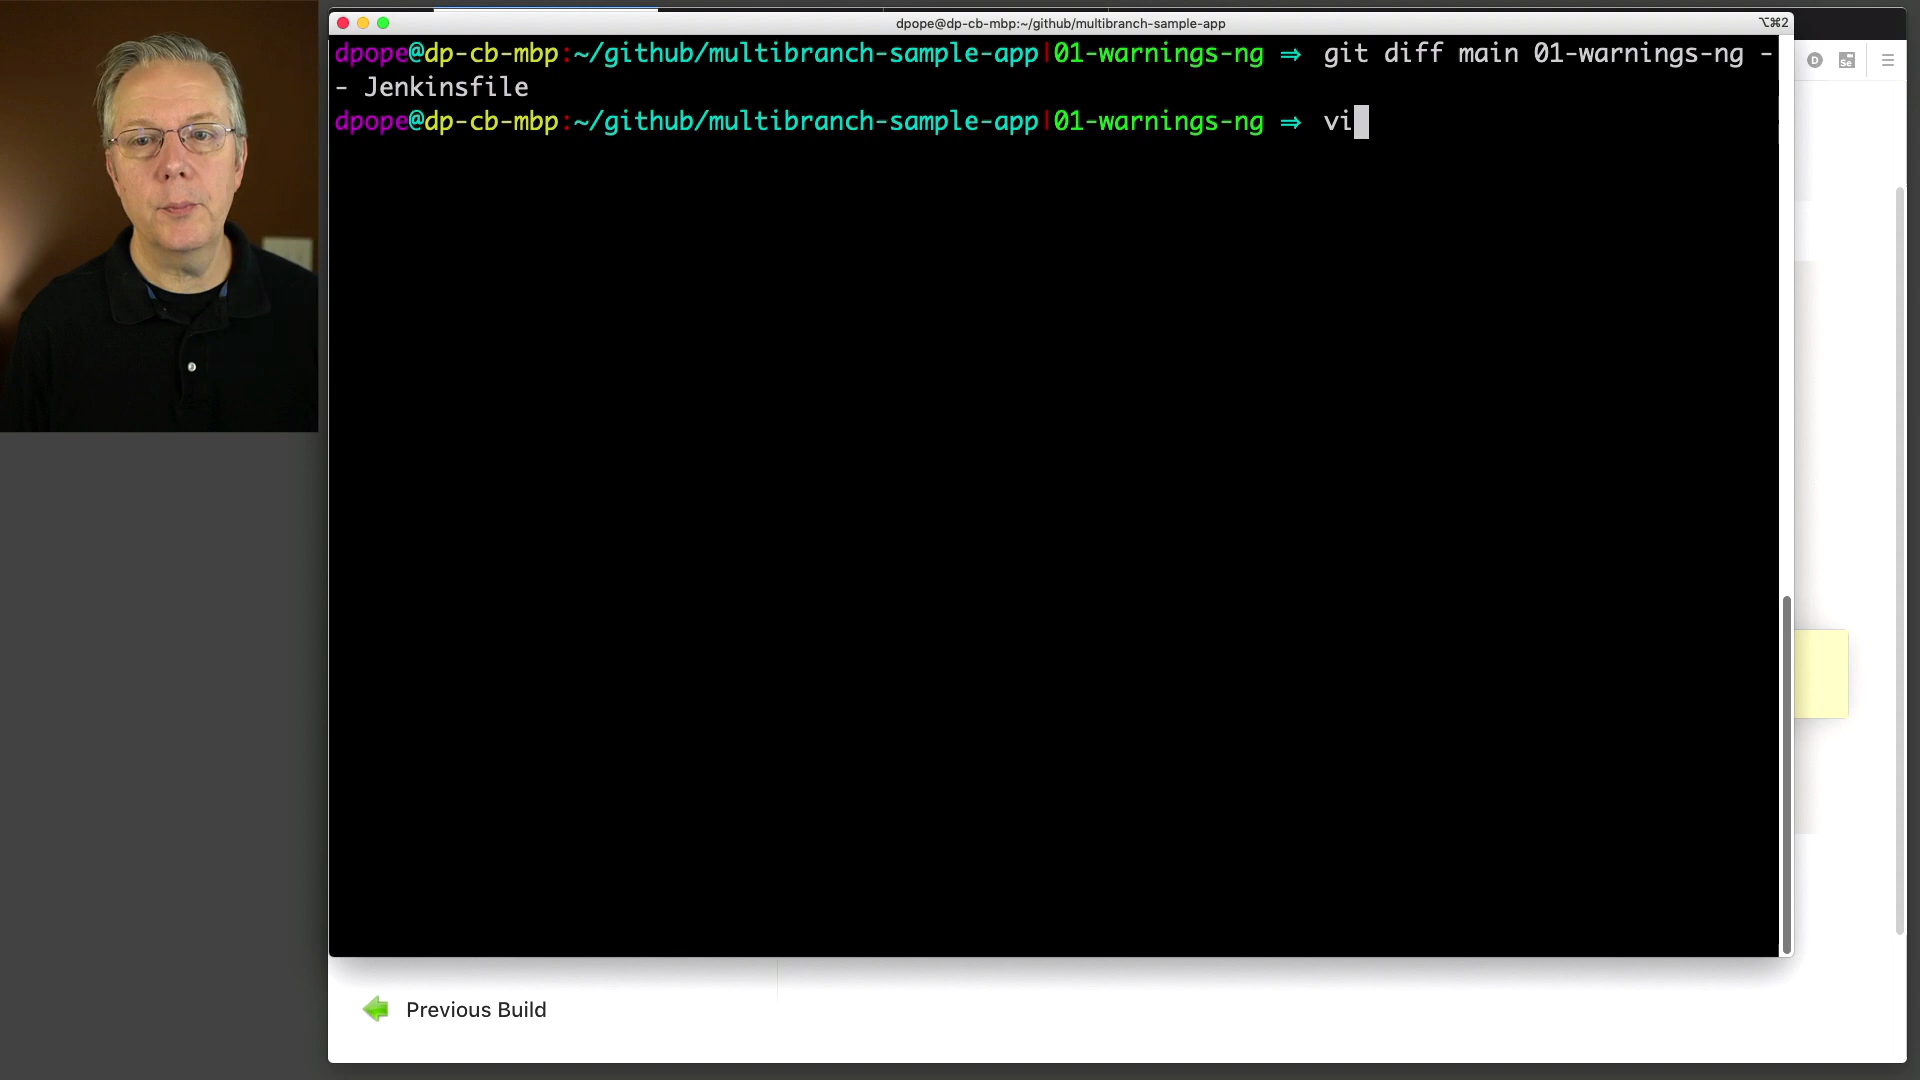 dpope@dp-cb-mbp:~/github/multibranch-sample-app
⌥⌘2
dpope@dp-cb-mbp:~/github/multibranch-sample-app|01-warnings-ng ⇒ git diff main 01-warnings-ng -
- Jenkinsfile
dpope@dp-cb-mbp:~/github/multibranch-sample-app|01-warnings-ng ⇒ vi
D
Se
Previous Build